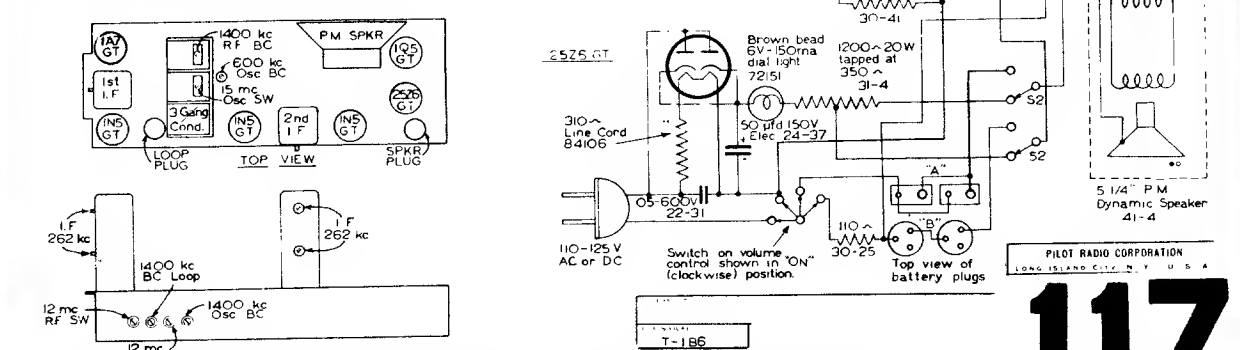 1400 kc
RF BC
600 kc
Osc BC
15 mc
Osc SW
PM SPKR
1A7
GT
1Q5
GT
1st
I.F
25Z6
GT
3 Gang
Cond.
1N5
GT
1N5
GT
2nd
I F
1N5
GT
LOOP
PLUG
TOP VIEW
SPKR
PLUG
I.F
262 kc
I F
262 kc
1400 kc
BC Loop
12 mc
RF SW
1400 kc
Osc BC
12 mc
30-41
25Z6 GT
Brown bead
6V-150ma
dial light
72151
1200~20W
tapped at
350 ~
31-4
310~
Line Cord
84106
50 µfd 150V
Elec 24-37
S2
S2
"A"
"B"
.05-600V
22-31
110-125 V
AC or DC
Switch on volume
control shown in "ON"
(clockwise) position.
110~
30-25
Top view of
battery plugs
5 1/4" P M
Dynamic Speaker
41-4
PILOT RADIO CORPORATION
LONG ISLAND CITY N Y U S A
T-186
117